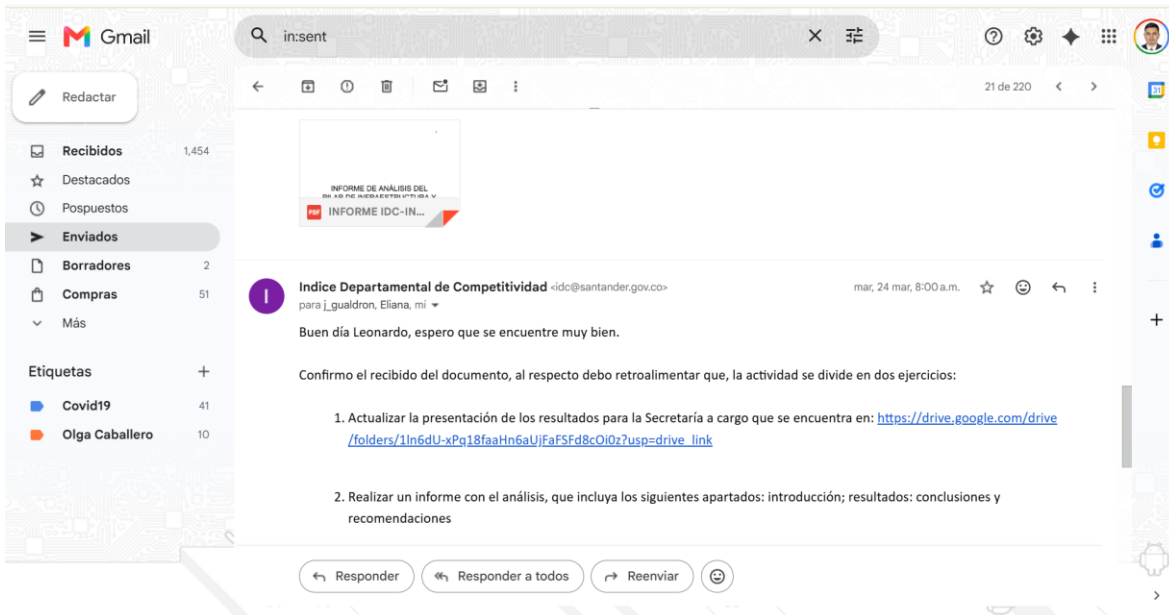 Gmail
in:sent
Redactar
21 de 220
Recibidos 1,454
Destacados
Pospuestos
Enviados
Borradores 2
Compras 51
Más
Etiquetas
Covid19 41
Olga Caballero 10
31
INFORME DE ANÁLISIS DEL
PILAR DE INFRAESTRUCTURA Y
PDF INFORME IDC-IN...
I
Indice Departamental de Competitividad <idc@santander.gov.co>
mar, 24 mar, 8:00 a.m.
para j_gualdron, Eliana, mí
Buen día Leonardo, espero que se encuentre muy bien.
Confirmo el recibido del documento, al respecto debo retroalimentar que, la actividad se divide en dos ejercicios:
1. Actualizar la presentación de los resultados para la Secretaría a cargo que se encuentra en: https://drive.google.com/drive
/folders/1ln6dU-xPq18faaHn6aUjFaFSFd8cOi0z?usp=drive_link
2. Realizar un informe con el análisis, que incluya los siguientes apartados: introducción; resultados: conclusiones y
recomendaciones
Responder
Responder a todos
Reenviar